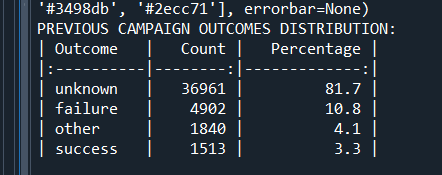 '#3498db', '#2ecc71'], errorbar=None)
PREVIOUS CAMPAIGN OUTCOMES DISTRIBUTION:
| Outcome   |   Count |   Percentage |
|:----------|--------:|-------------:|
| unknown   |   36961 |         81.7 |
| failure   |    4902 |         10.8 |
| other     |    1840 |          4.1 |
| success   |    1513 |          3.3 |